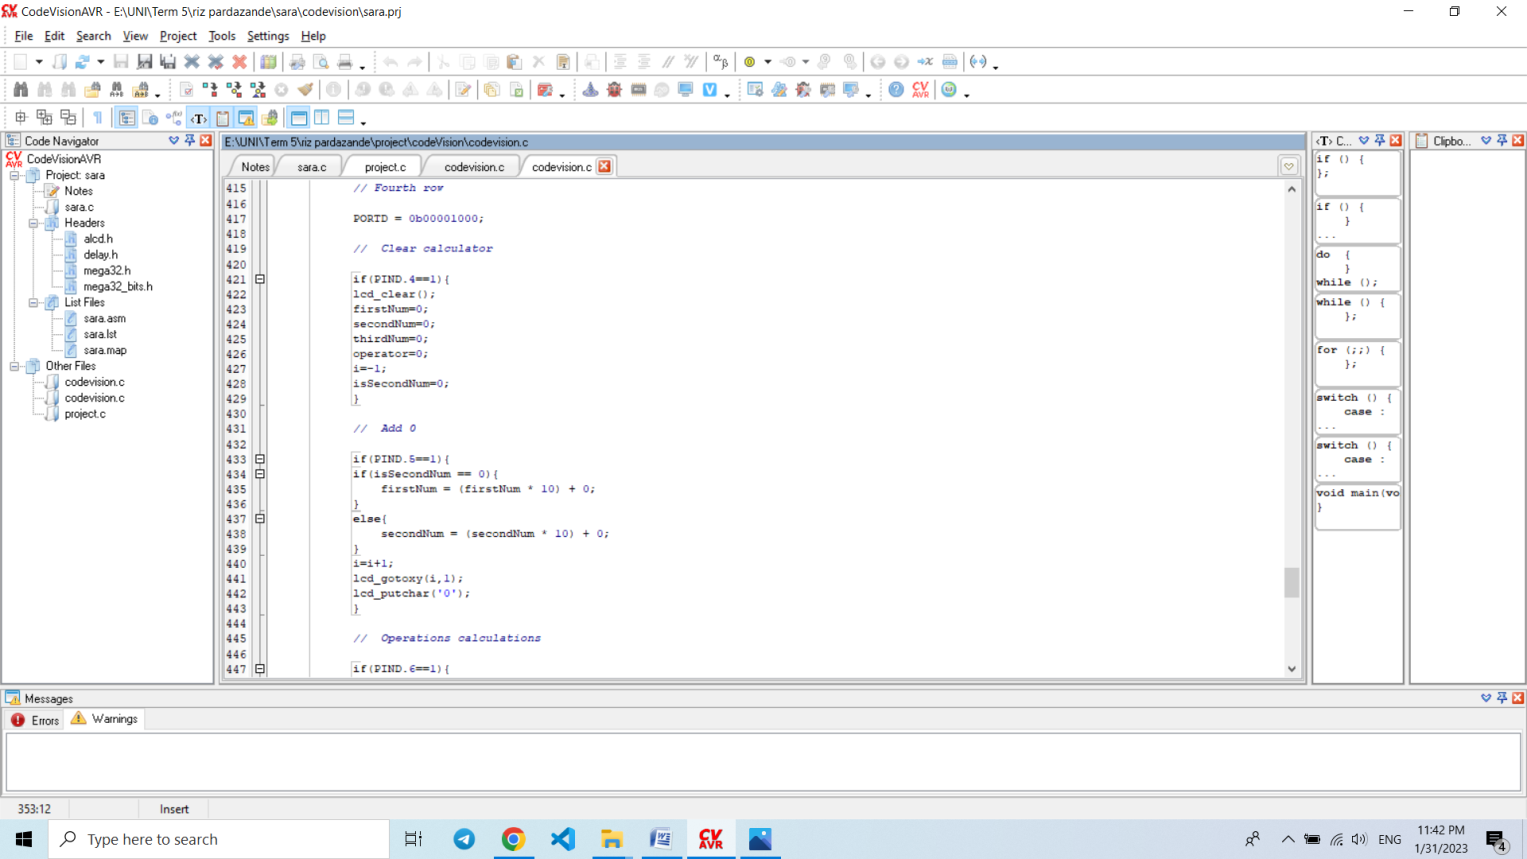 CodeVisionAVR - E:\UNI\Term 5\riz pardazande\sara\codevision\sara.prj
File Edit Search View Project Tools Settings Help
Code Navigator
CodeVisionAVR
Project: sara
Notes
sara.c
Headers
alcd.h
delay.h
mega32.h
mega32_bits.h
List Files
sara.asm
sara.lst
sara.map
Other Files
codevision.c
codevision.c
project.c
E:\UNI\Term 5\riz pardazande\project\codeVision\codevision.c
Notes sara.c project.c codevision.c codevision.c
415 // Fourth row
416
417 PORTD = 0b00001000;
418
419 // Clear calculator
420
421 if(PIND.4==1){
422 lcd_clear();
423 firstNum=0;
424 secondNum=0;
425 thirdNum=0;
426 operator=0;
427 i=-1;
428 isSecondNum=0;
429 }
430
431 // Add 0
432
433 if(PIND.5==1){
434 if(isSecondNum == 0){
435 firstNum = (firstNum * 10) + 0;
436 }
437 else{
438 secondNum = (secondNum * 10) + 0;
439 }
440 i=i+1;
441 lcd_gotoxy(i,1);
442 lcd_putchar('0');
443 }
444
445 // Operations calculations
446
447 if(PIND.6==1){
<T> C...
if () {
};
if () {
}
...
do {
}
while ();
while () {
};
for (;;) {
};
switch () {
case :
...
switch () {
case :
...
void main(vo
}
Clipbo...
Messages
Errors Warnings
353:12 Insert
Type here to search
ENG
11:42 PM
1/31/2023
4